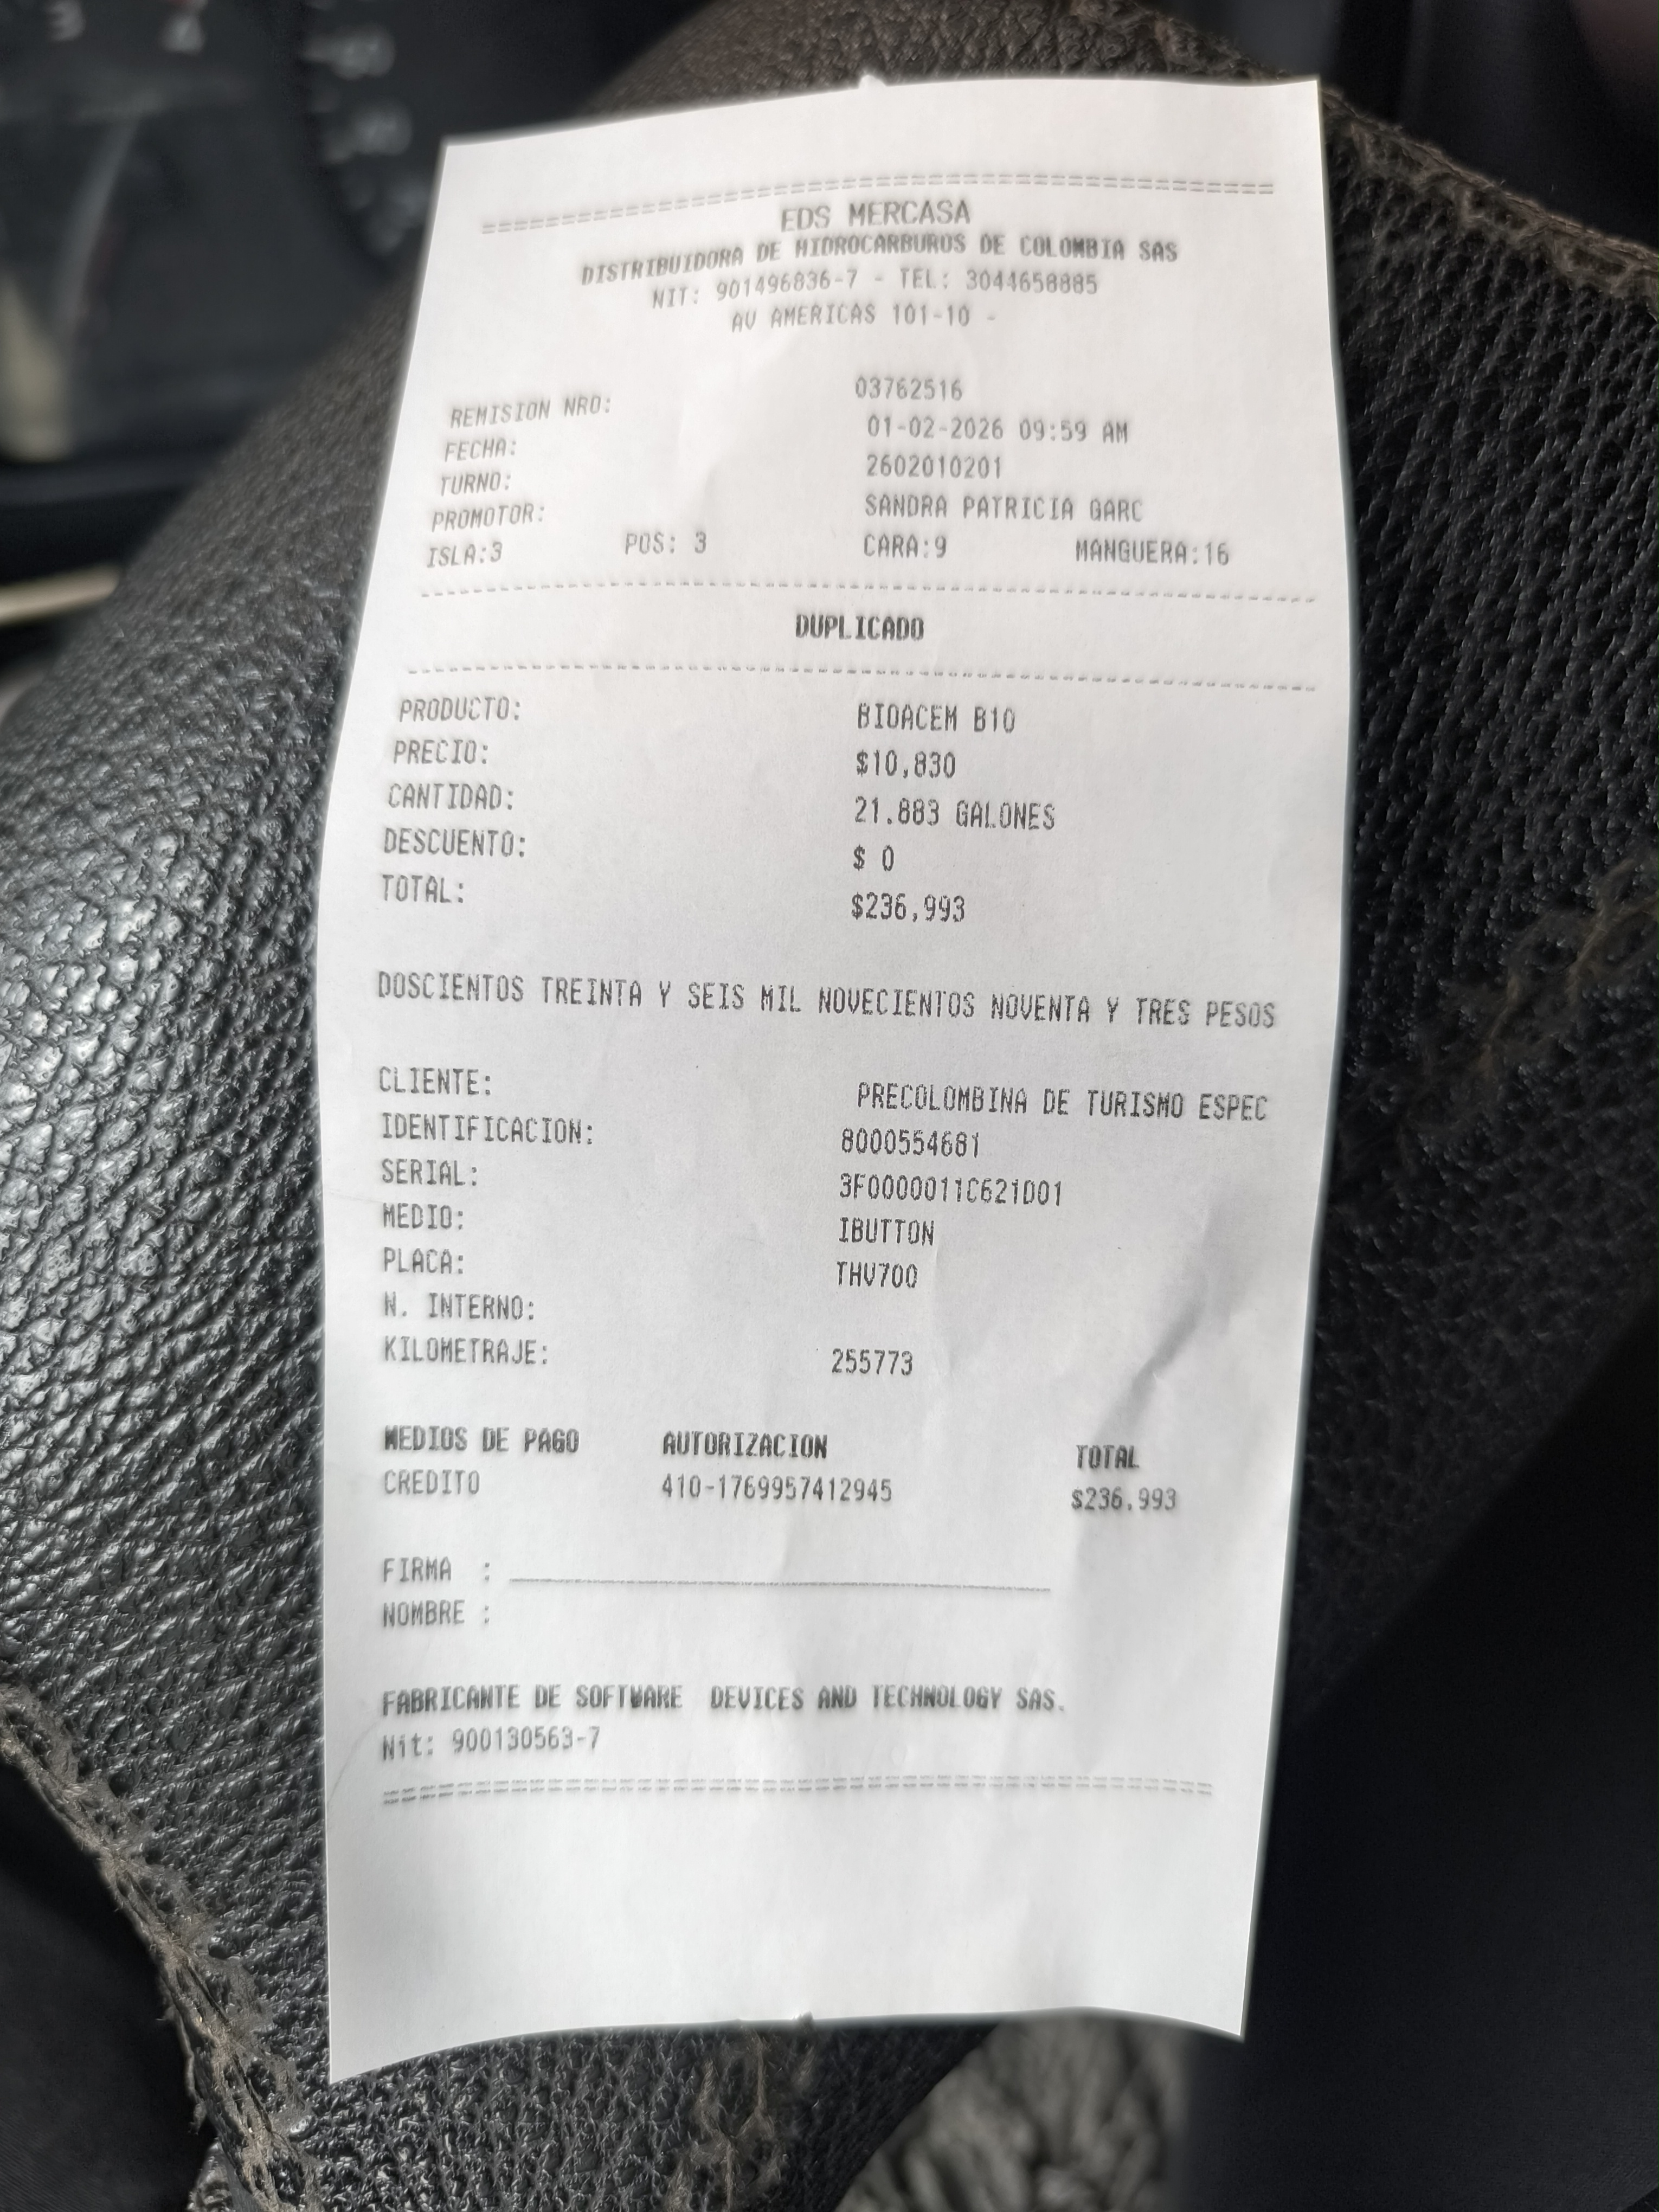 ================================================
EDS MERCASA
DISTRIBUIDORA DE HIDROCARBUROS DE COLOMBIA SAS
NIT: 901496836-7 - TEL: 3044658885
AV AMERICAS 101-10 -
REMISION NRO: 03762516
FECHA: 01-02-2026 09:59 AM
TURNO: 2602010201
PROMOTOR: SANDRA PATRICIA GARC
ISLA:3 POS: 3 CARA:9 MANGUERA:16
DUPLICADO
PRODUCTO: BIOACEM B10
PRECIO: $10,830
CANTIDAD: 21.883 GALONES
DESCUENTO: $ 0
TOTAL: $236,993
DOSCIENTOS TREINTA Y SEIS MIL NOVECIENTOS NOVENTA Y TRES PESOS
CLIENTE: PRECOLOMBINA DE TURISMO ESPEC
IDENTIFICACION: 8000554681
SERIAL: 3F0000011C621D01
MEDIO: IBUTTON
PLACA: THV700
N. INTERNO:
KILOMETRAJE: 255773
MEDIOS DE PAGO AUTORIZACION TOTAL
CREDITO 410-1769957412945 $236,993
FIRMA :
NOMBRE :
FABRICANTE DE SOFTWARE DEVICES AND TECHNOLOGY SAS.
Nit: 900130563-7
================================================